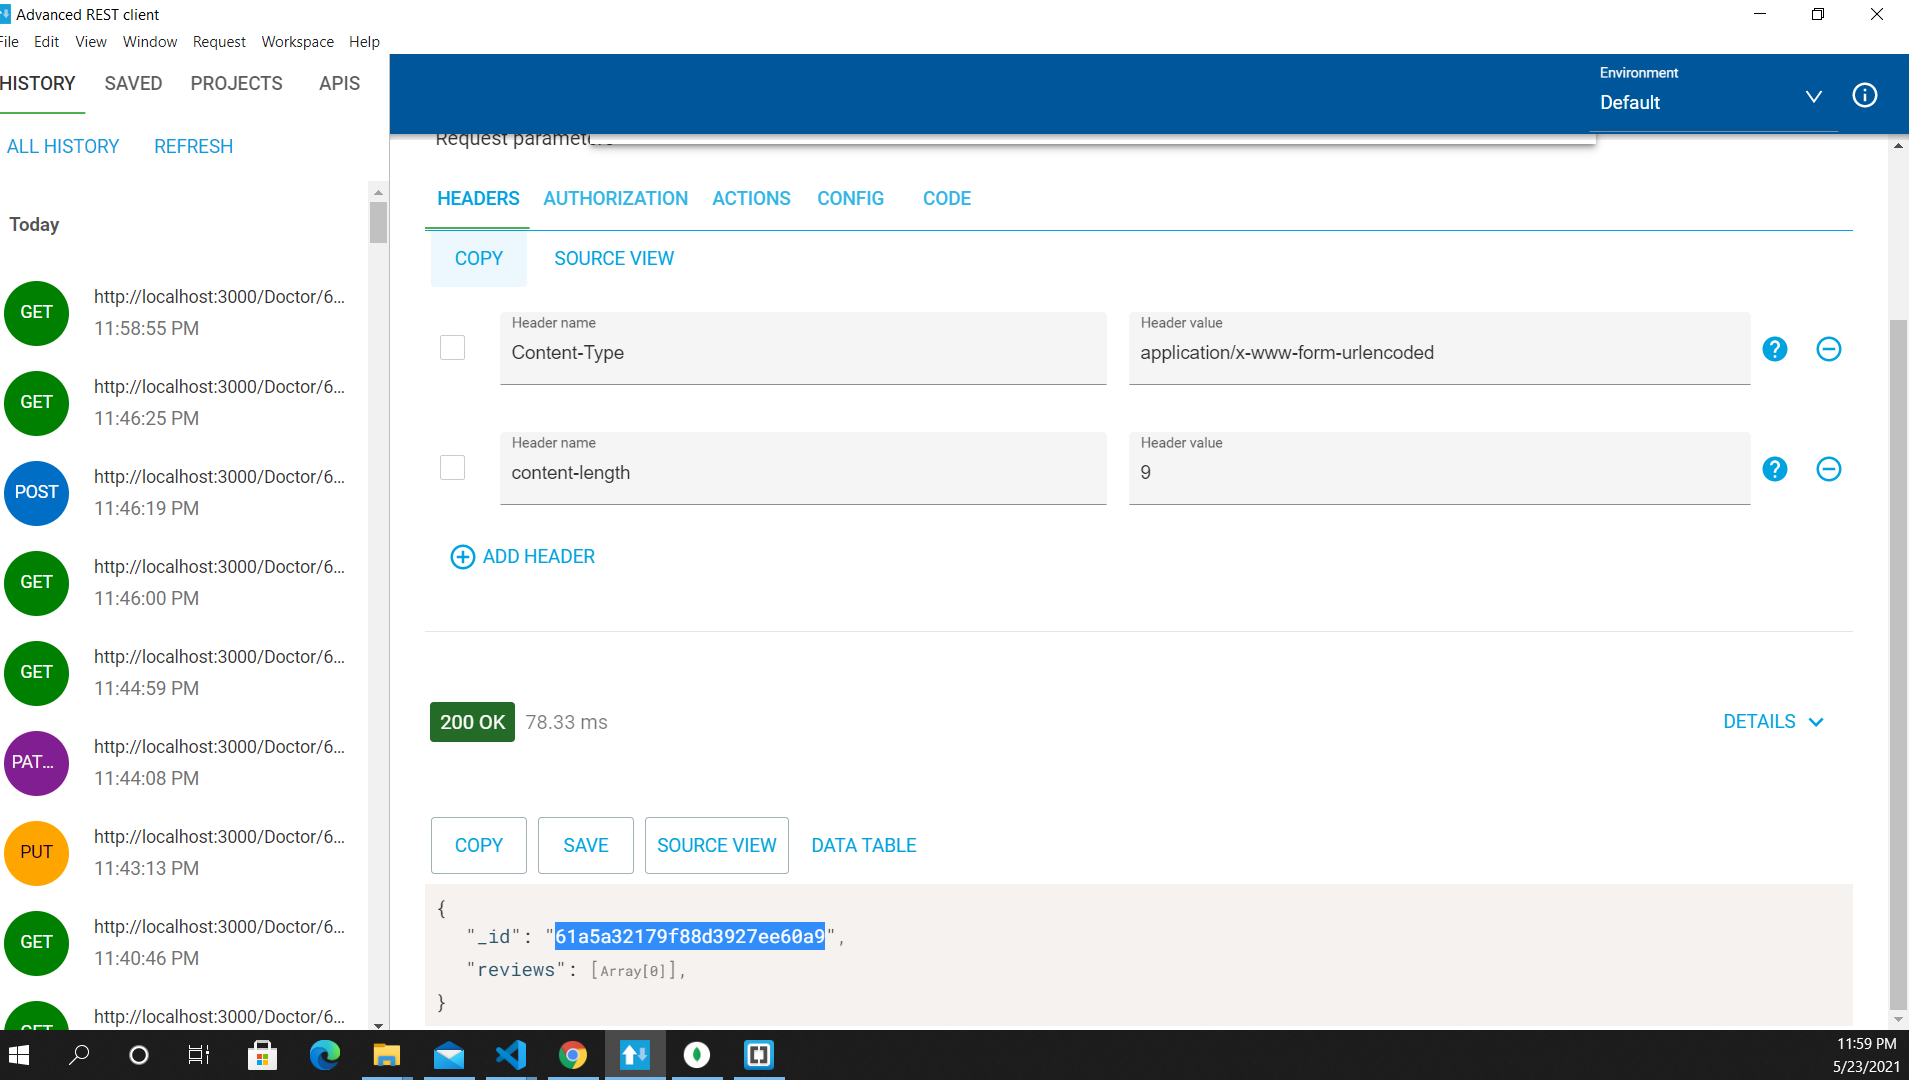 Advanced REST client
File Edit View Window Request Workspace Help
HISTORY SAVED PROJECTS APIS
Environment
Default
ALL HISTORY REFRESH
Request parameters
HEADERS AUTHORIZATION ACTIONS CONFIG CODE
COPY SOURCE VIEW
Today
GET http://localhost:3000/Doctor/6...
11:58:55 PM
GET http://localhost:3000/Doctor/6...
11:46:25 PM
POST http://localhost:3000/Doctor/6...
11:46:19 PM
GET http://localhost:3000/Doctor/6...
11:46:00 PM
GET http://localhost:3000/Doctor/6...
11:44:59 PM
PAT... http://localhost:3000/Doctor/6...
11:44:08 PM
PUT http://localhost:3000/Doctor/6...
11:43:13 PM
GET http://localhost:3000/Doctor/6...
11:40:46 PM
GET http://localhost:3000/Doctor/6...
Header name
Content-Type
Header value
application/x-www-form-urlencoded
Header name
content-length
Header value
9
ADD HEADER
200 OK 78.33 ms
DETAILS
COPY SAVE SOURCE VIEW DATA TABLE
{
"_id": "61a5a32179f88d3927ee60a9",
"reviews": [Array[0]],
}
11:59 PM
5/23/2021